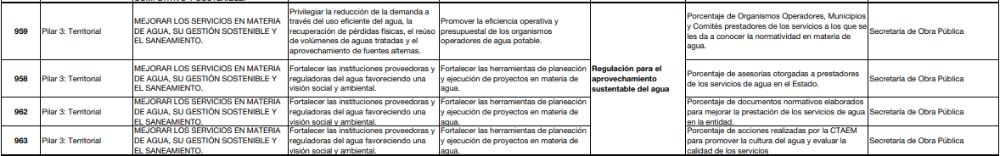 959
Pilar 3: Territorial
MEJORAR LOS SERVICIOS EN MATERIA
DE AGUA, SU GESTIÓN SOSTENIBLE Y
EL SANEAMIENTO.
Privilegiar la reducción de la demanda a
través del uso eficiente del agua, la
recuperación de pérdidas físicas, el reúso
de volúmenes de aguas tratadas y el
aprovechamiento de fuentes alternas.
Promover la eficiencia operativa y
presupuestal de los organismos
operadores de agua potable.
Regulación para el
aprovechamiento
sustentable del agua
Porcentaje de Organismos Operadores, Municipios
y Comités prestadores de los servicios a los que se
les da a conocer la normatividad en materia de
agua.
Secretaría de Obra Pública
958
Pilar 3: Territorial
MEJORAR LOS SERVICIOS EN MATERIA
DE AGUA, SU GESTIÓN SOSTENIBLE Y
EL SANEAMIENTO.
Fortalecer las instituciones proveedoras y
reguladoras del agua favoreciendo una
visión social y ambiental.
Fortalecer las herramientas de planeación
y ejecución de proyectos en materia de
agua.
Porcentaje de asesorías otorgadas a prestadores
de los servicios de agua en el Estado.
Secretaría de Obra Pública
962
Pilar 3: Territorial
MEJORAR LOS SERVICIOS EN MATERIA
DE AGUA, SU GESTIÓN SOSTENIBLE Y
EL SANEAMIENTO.
Fortalecer las instituciones proveedoras y
reguladoras del agua favoreciendo una
visión social y ambiental.
Fortalecer las herramientas de planeación
y ejecución de proyectos en materia de
agua.
Porcentaje de documentos normativos elaborados
para mejorar la prestación de los servicios de agua
en la entidad.
Secretaría de Obra Pública
963
Pilar 3: Territorial
MEJORAR LOS SERVICIOS EN MATERIA
DE AGUA, SU GESTIÓN SOSTENIBLE Y
EL SANEAMIENTO.
Fortalecer las instituciones proveedoras y
reguladoras del agua favoreciendo una
visión social y ambiental.
Fortalecer las herramientas de planeación
y ejecución de proyectos en materia de
agua.
Porcentaje de acciones realizadas por la CTAEM
para promover la cultura del agua y evaluar la
calidad de los servicios
Secretaría de Obra Pública